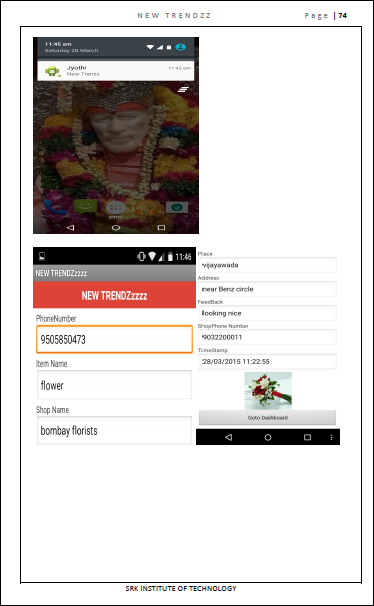 NEW TRENDZZ Page | 74
11:45 am
Saturday 28 March
Jyothi 11:45 am
New Trenzz
11:46
NEW TRENDZzzzz
NEW TRENDZzzzz
PhoneNumber
9505850473
Item Name
flower
Shop Name
bombay florists
Place
vijayawada
Address
near Benz circle
FeedBack
looking nice
ShopPhone Number
9032200011
TimeStamp
:28/03/2015 11:22:55
Goto Dashboard
SRK INSTITUTE OF TECHNOLOGY